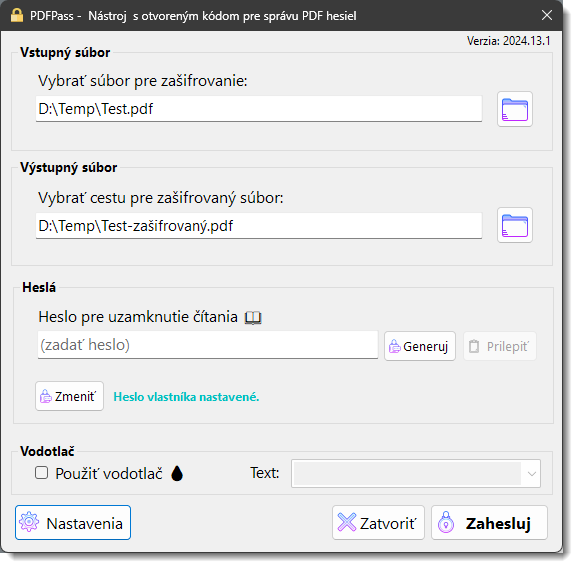 PDFPass -  Nástroj  s otvoreným kódom pre správu PDF hesiel
Verzia: 2024.13.1
Vstupný súbor
Vybrať súbor pre zašifrovanie:
D:\Temp\Test.pdf
Výstupný súbor
Vybrať cestu pre zašifrovaný súbor:
D:\Temp\Test-zašifrovaný.pdf
Heslá
Heslo pre uzamknutie čítania
(zadať heslo) Generuj Prilepiť
Zmeniť Heslo vlastníka nastavené.
Vodotlač
Použiť vodotlač Text:
Nastavenia Zatvoriť Zahesluj